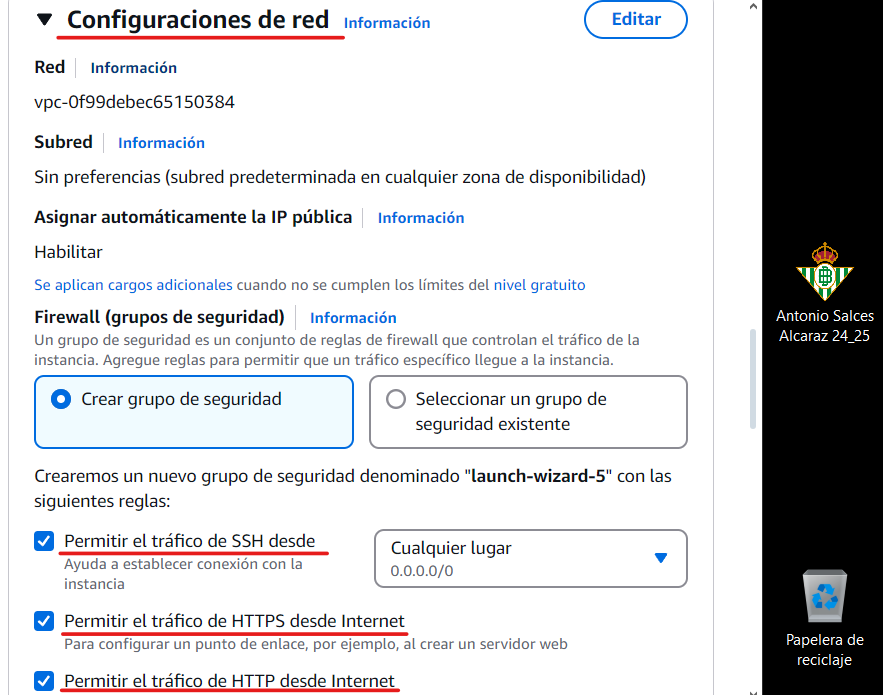 Configuraciones de red Información
Editar
Red Información
vpc-0f99debec65150384
Subred Información
Sin preferencias (subred predeterminada en cualquier zona de disponibilidad)
Asignar automáticamente la IP pública Información
Habilitar
Se aplican cargos adicionales cuando no se cumplen los límites del nivel gratuito
Firewall (grupos de seguridad) Información
Un grupo de seguridad es un conjunto de reglas de firewall que controlan el tráfico de la
instancia. Agregue reglas para permitir que un tráfico específico llegue a la instancia.
Crear grupo de seguridad
Seleccionar un grupo de
seguridad existente
Crearemos un nuevo grupo de seguridad denominado "launch-wizard-5" con las
siguientes reglas:
Permitir el tráfico de SSH desde
Ayuda a establecer conexión con la
instancia
Cualquier lugar
0.0.0.0/0
Permitir el tráfico de HTTPS desde Internet
Para configurar un punto de enlace, por ejemplo, al crear un servidor web
Permitir el tráfico de HTTP desde Internet
Antonio Salces
Alcaraz 24_25
Papelera de
reciclaje